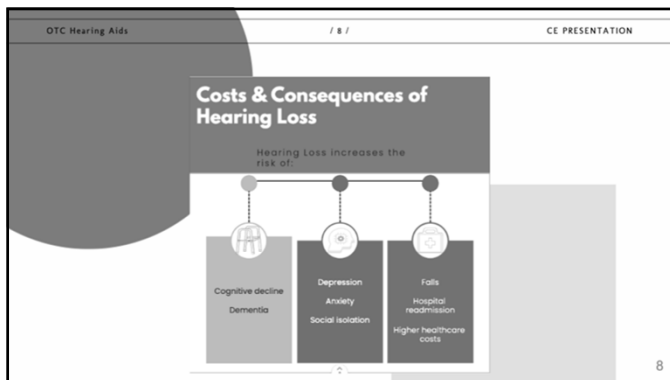 OTC Hearing Aids
/ 8 /
CE PRESENTATION
Costs & Consequences of
Hearing Loss
Hearing Loss increases the
risk of:
Cognitive decline
Dementia
Depression
Anxiety
Social isolation
Falls
Hospital
readmission
Higher healthcare
costs
8